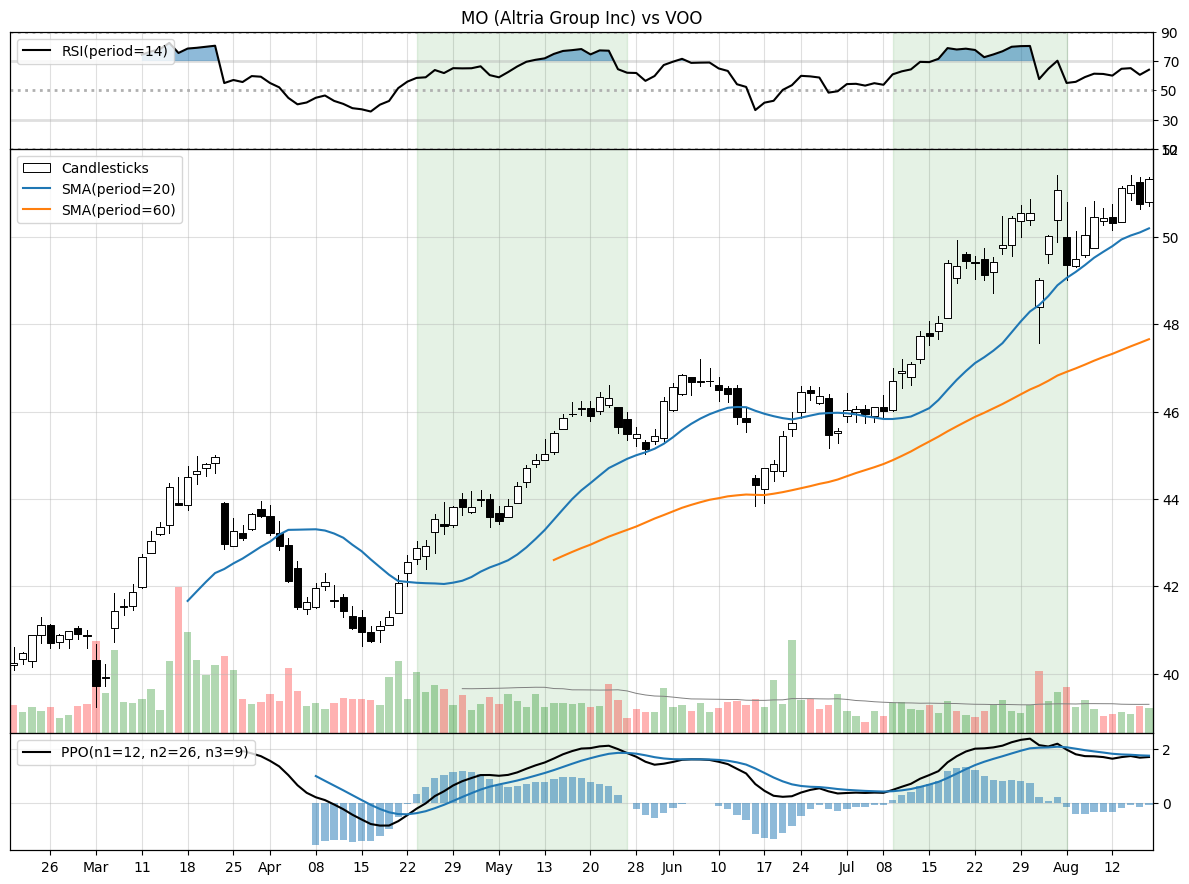 MO (Altria Group Inc) vs VOO
RSI(period=14)
90
70
50
30
10
52
Candlesticks
SMA(period=20)
SMA(period=60)
50
48
46
44
42
40
PPO(n1=12, n2=26, n3=9)
2
0
26 Mar 11 18 25 Apr 08 15 22 29 May 13 20 28 Jun 10 17 24 Jul 08 15 22 29 Aug 12